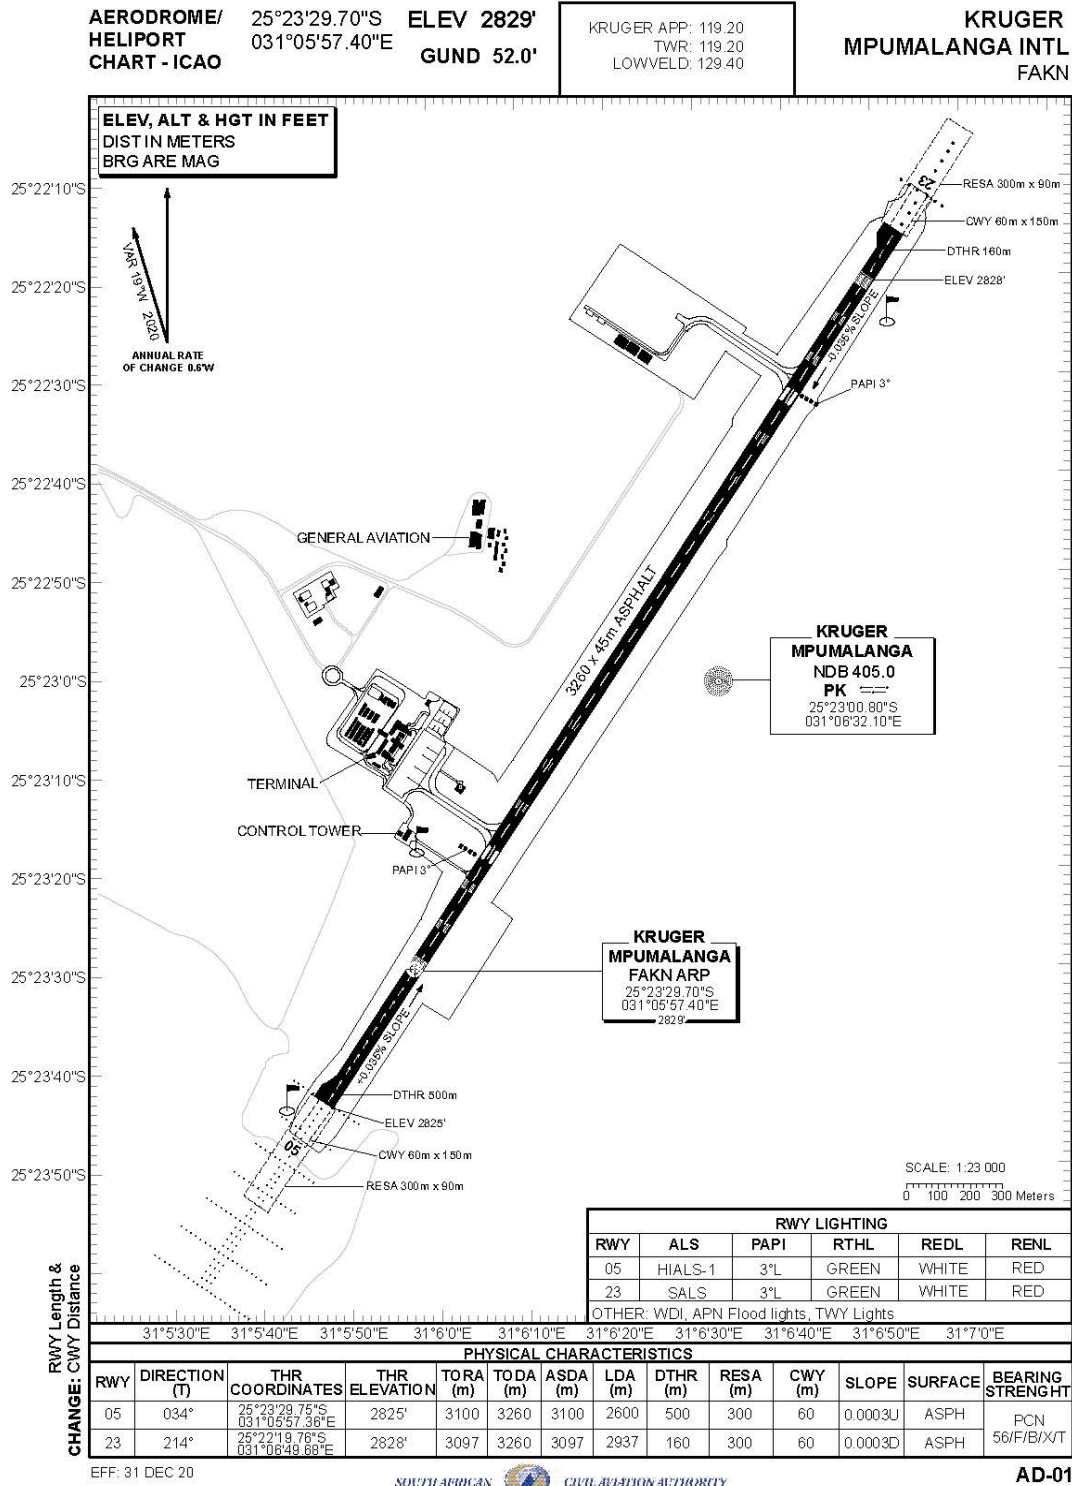 AERODROME/
HELIPORT
CHART - ICAO
25°23'29.70"S
031°05'57.40"E
ELEV 2829'
GUND 52.0'
KRUGER APP: 119.20
TWR: 119.20
LOWVELD: 129.40
KRUGER
MPUMALANGA INTL
FAKN
ELEV, ALT & HGT IN FEET
DIST IN METERS
BRG ARE MAG
VAR 19°W 2020
ANNUAL RATE
OF CHANGE 0.6'W
25°22'10"S
25°22'20"S
25°22'30"S
25°22'40"S
25°22'50"S
25°23'0"S
25°23'10"S
25°23'20"S
25°23'30"S
25°23'40"S
25°23'50"S
23
RESA 300m x 90m
CWY 60m x 150m
DTHR 160m
ELEV 2828'
-0.035% SLOPE
PAPI 3°
GENERAL AVIATION
3260 x 45m ASPHALT
KRUGER
MPUMALANGA
NDB 405.0
PK
25°23'00.80"S
031°06'32.10"E
TERMINAL
CONTROL TOWER
PAPI 3°
KRUGER
MPUMALANGA
FAKN ARP
25°23'29.70"S
031°05'57.40"E
2829'
+0.035% SLOPE
DTHR 500m
ELEV 2825'
05
CWY 60m x 150m
RESA 300m x 90m
SCALE: 1:23 000
0 100 200 300 Meters
RWY LIGHTING
RWY ALS PAPI RTHL REDL RENL
05 HIALS-1 3°L GREEN WHITE RED
23 SALS 3°L GREEN WHITE RED
OTHER: WDI, APN Flood lights, TWY Lights
31°5'30"E 31°5'40"E 31°5'50"E 31°6'0"E 31°6'10"E 31°6'20"E 31°6'30"E 31°6'40"E 31°6'50"E 31°7'0"E
RWY Length &
CHANGE: CWY Distance
PHYSICAL CHARACTERISTICS
RWY DIRECTION (T) THR COORDINATES THR ELEVATION TORA (m) TODA (m) ASDA (m) LDA (m) DTHR (m) RESA (m) CWY (m) SLOPE SURFACE BEARING STRENGHT
05 034° 25°23'29.75"S 031°05'57.36"E 2825' 3100 3260 3100 2600 500 300 60 0.0003U ASPH PCN 56/F/B/X/T
23 214° 25°22'19.76"S 031°06'49.68"E 2828' 3097 3260 3097 2937 160 300 60 0.0003D ASPH
EFF: 31 DEC 20
SOUTH AFRICAN CIVIL AVIATION AUTHORITY
AD-01